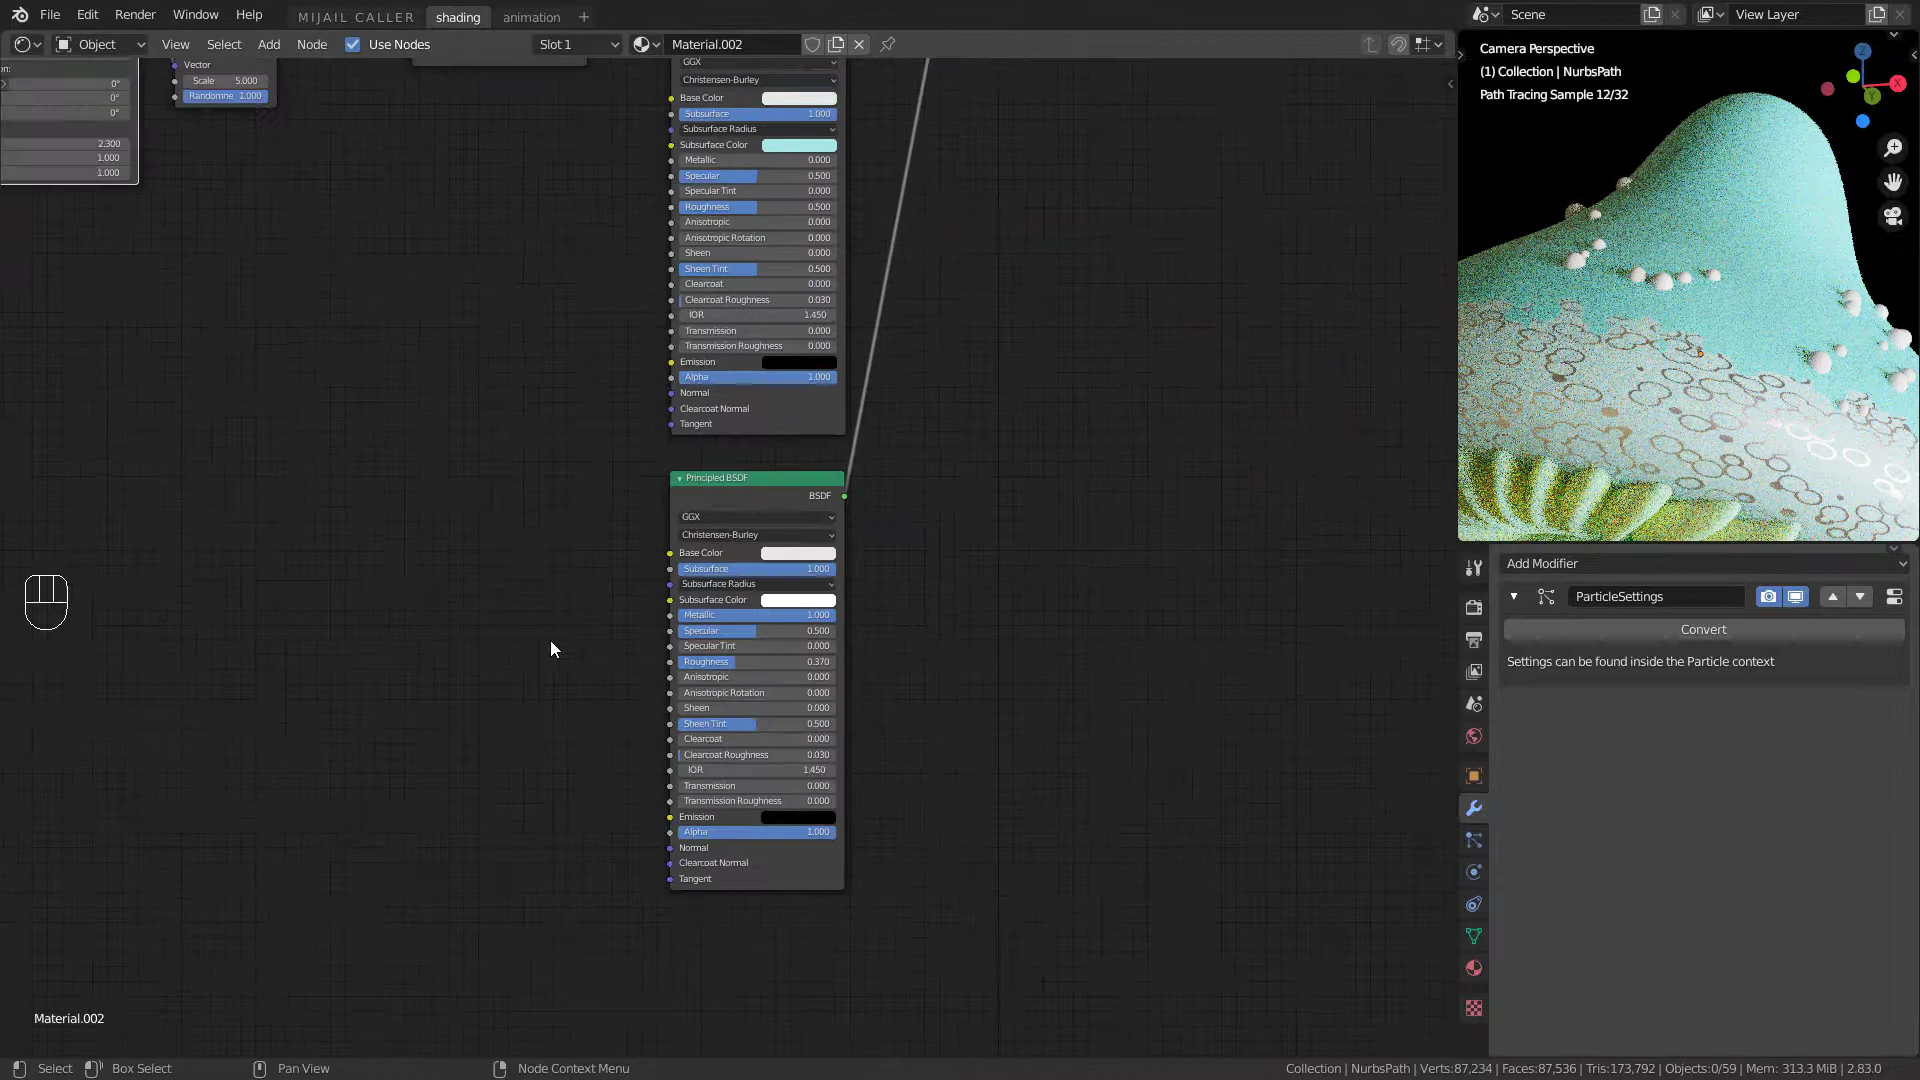 File Edit Render Window Help MIJAIL CALLER shading animation + Scene View Layer
Object View Select Add Node Use Nodes Slot 1 Material.002
on:
0°
0°
0°
2.300
1.000
1.000
Vector
Scale 5.000
Randomne 1.000
GGX
Christensen-Burley
Base Color
Subsurface 1.000
Subsurface Radius
Subsurface Color
Metallic 0.000
Specular 0.500
Specular Tint 0.000
Roughness 0.500
Anisotropic 0.000
Anisotropic Rotation 0.000
Sheen 0.000
Sheen Tint 0.500
Clearcoat 0.000
Clearcoat Roughness 0.030
IOR 1.450
Transmission 0.000
Transmission Roughness 0.000
Emission
Alpha 1.000
Normal
Clearcoat Normal
Tangent
Principled BSDF
BSDF
GGX
Christensen-Burley
Base Color
Subsurface 1.000
Subsurface Radius
Subsurface Color
Metallic 1.000
Specular 0.500
Specular Tint 0.000
Roughness 0.370
Anisotropic 0.000
Anisotropic Rotation 0.000
Sheen 0.000
Sheen Tint 0.500
Clearcoat 0.000
Clearcoat Roughness 0.030
IOR 1.450
Transmission 0.000
Transmission Roughness 0.000
Emission
Alpha 1.000
Normal
Clearcoat Normal
Tangent
Material.002
Camera Perspective
(1) Collection | NurbsPath
Path Tracing Sample 12/32
Z
X
Y
Add Modifier
ParticleSettings
Convert
Settings can be found inside the Particle context
Select Box Select Pan View Node Context Menu Collection | NurbsPath | Verts:87,234 | Faces:87,536 | Tris:173,792 | Objects:0/59 | Mem: 313.3 MiB | 2.83.0